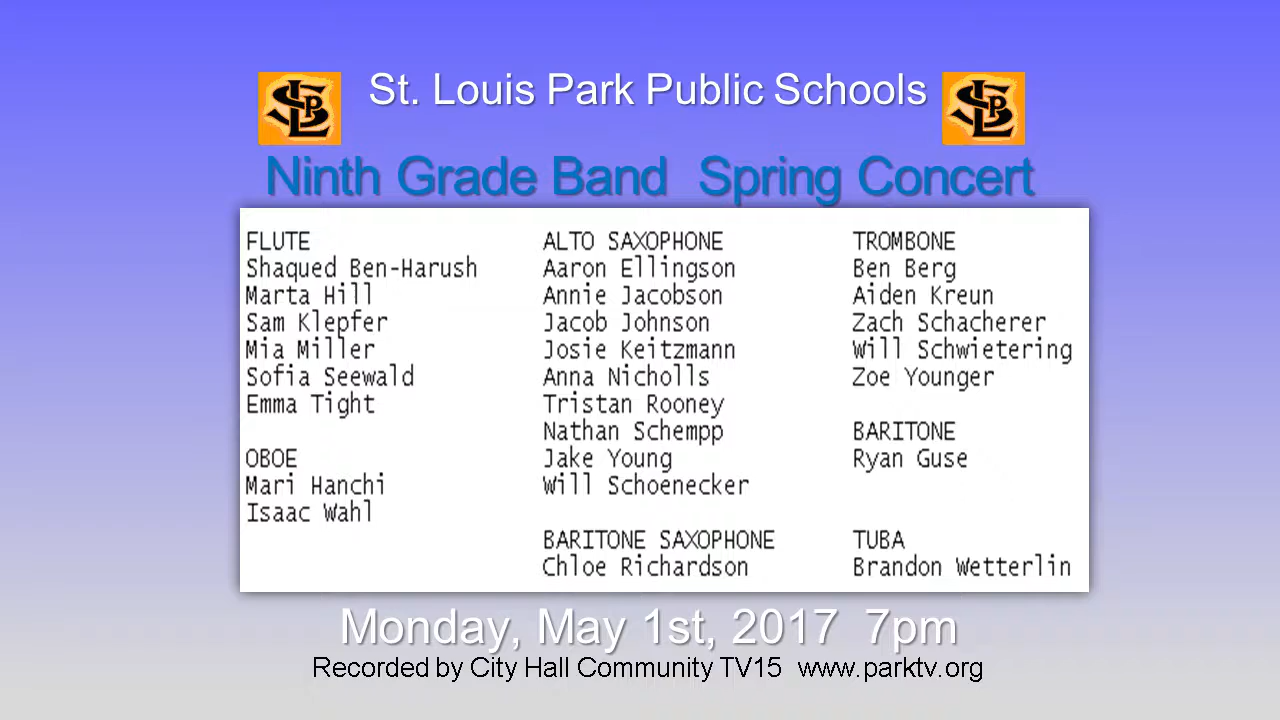 St. Louis Park Public Schools
Ninth Grade Band  Spring Concert
FLUTE
Shaqued Ben-Harush
Marta Hill
Sam Klepfer
Mia Miller
Sofia Seewald
Emma Tight
OBOE
Mari Hanchi
Isaac Wahl
ALTO SAXOPHONE
Aaron Ellingson
Annie Jacobson
Jacob Johnson
Josie Keitzmann
Anna Nicholls
Tristan Rooney
Nathan Schempp
Jake Young
Will Schoenecker
BARITONE SAXOPHONE
Chloe Richardson
TROMBONE
Ben Berg
Aiden Kreun
Zach Schacherer
Will Schwietering
Zoe Younger
BARITONE
Ryan Guse
TUBA
Brandon Wetterlin
Monday, May 1st, 2017  7pm
Recorded by City Hall Community TV15  www.parktv.org